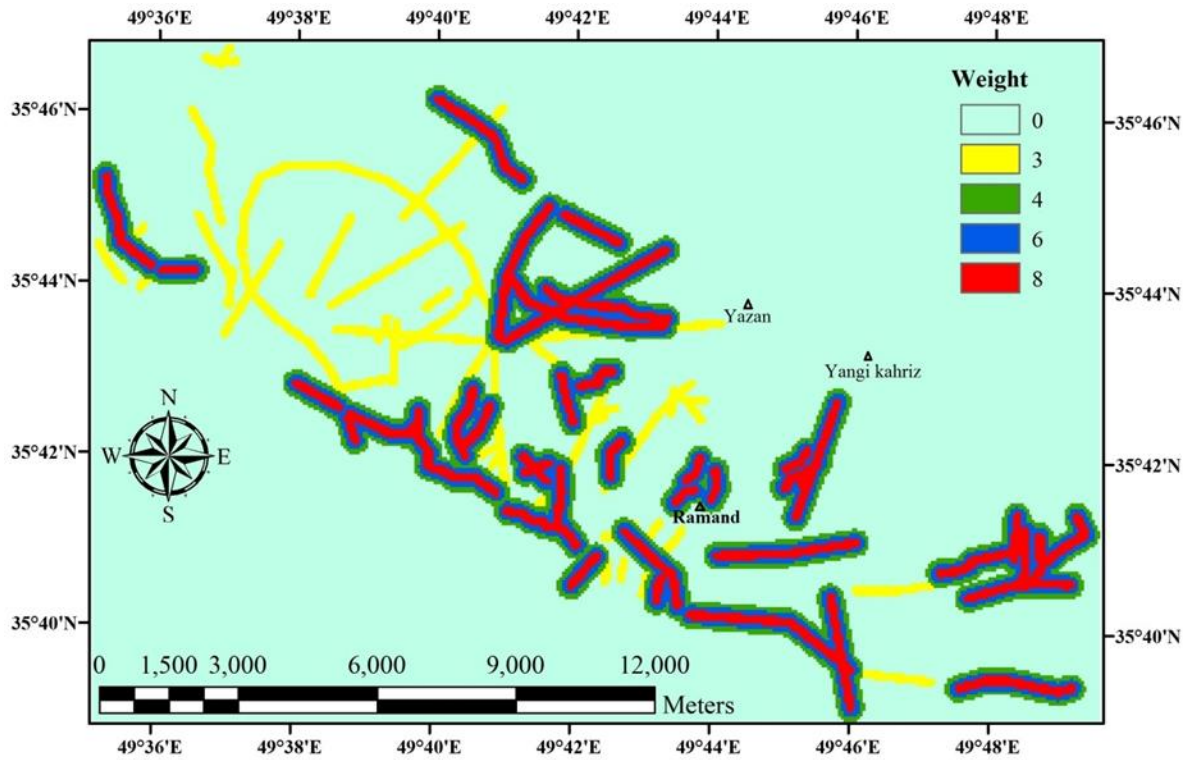 49°36'E 49°38'E 49°40'E 49°42'E 49°44'E 49°46'E 49°48'E
Weight
0
3
4
6
8
35°46'N 35°46'N
35°44'N 35°44'N
Yazan
Yangi kahriz
N
W E
S
35°42'N 35°42'N
Ramand
35°40'N 35°40'N
0 1,500 3,000 6,000 9,000 12,000
Meters
49°36'E 49°38'E 49°40'E 49°42'E 49°44'E 49°46'E 49°48'E